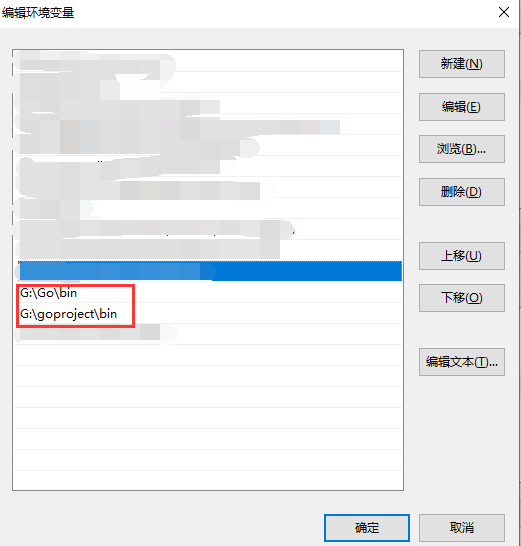 编辑环境变量
新建(N)
编辑(E)
浏览(B)...
删除(D)
上移(U)
G:\Go\bin
下移(O)
G:\goproject\bin
编辑文本(T)...
确定
取消